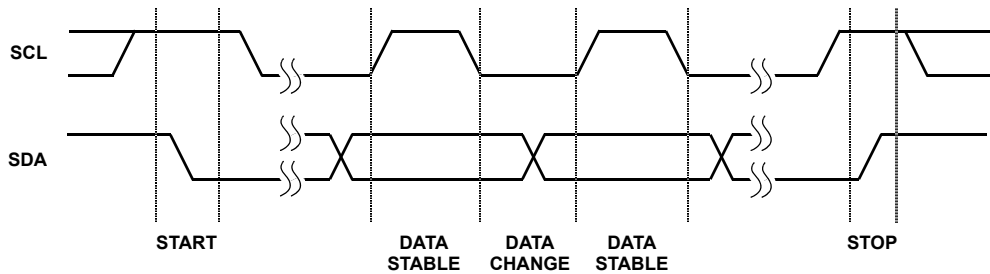 SCL
SDA
START
DATA
STABLE
DATA
CHANGE
DATA
STABLE
STOP